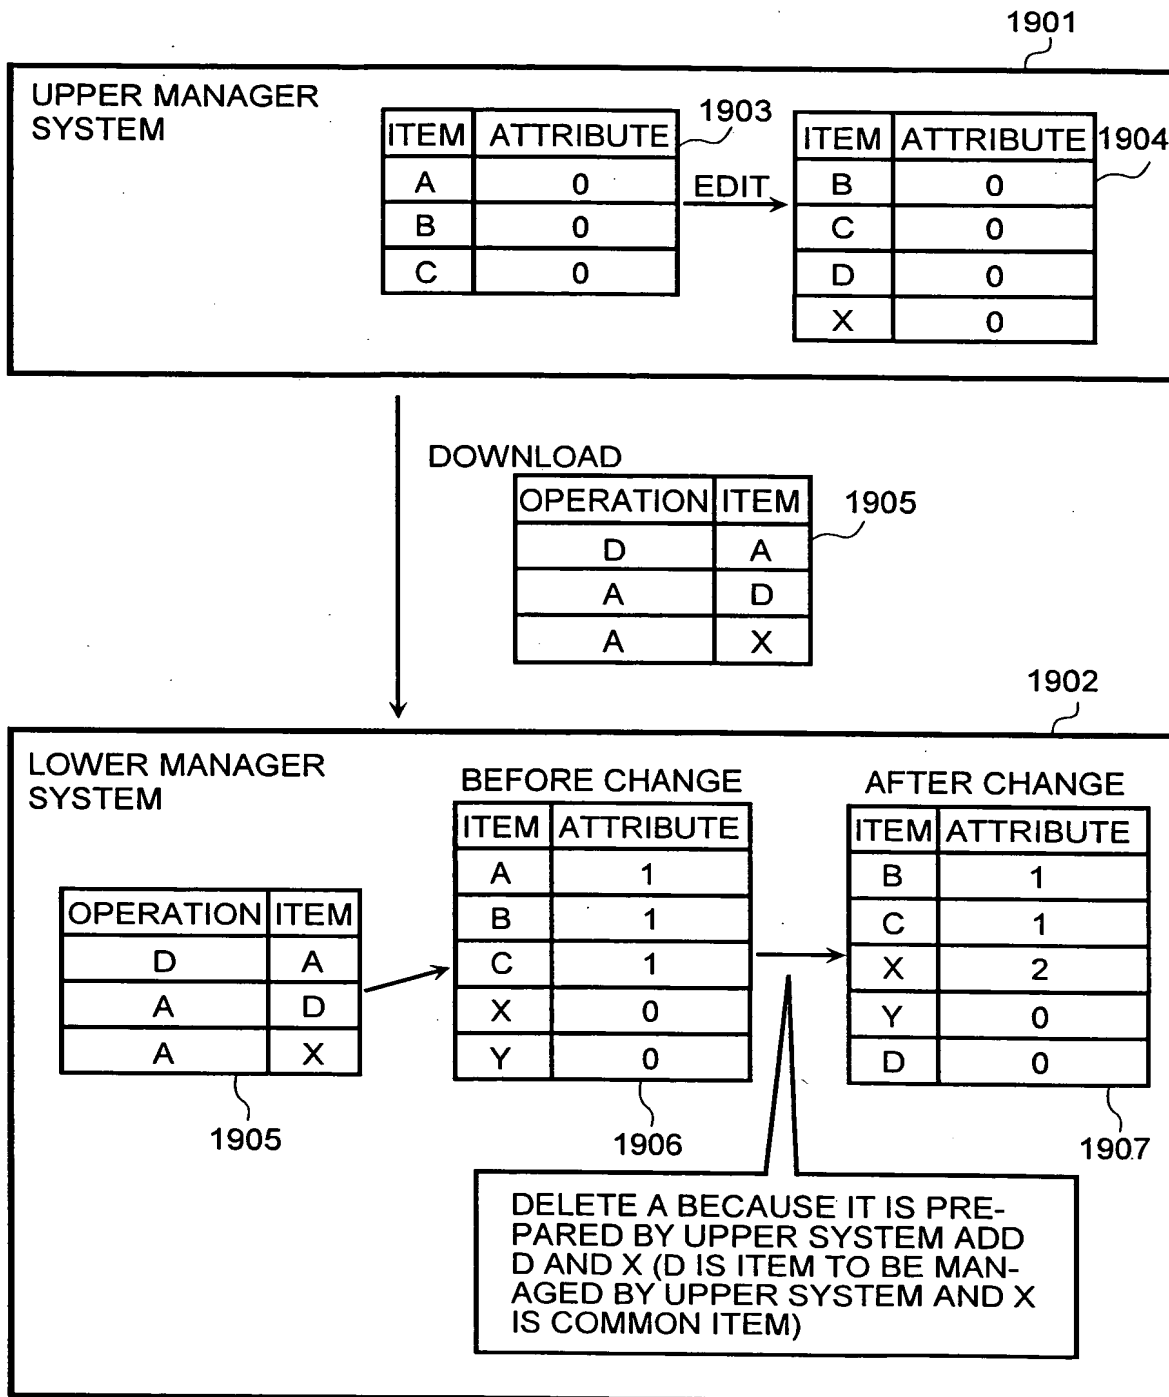 1901
UPPER MANAGER
SYSTEM
1903
ITEM ATTRIBUTE
A 0
B 0
C 0
EDIT
1904
ITEM ATTRIBUTE
B 0
C 0
D 0
X 0
DOWNLOAD
OPERATION ITEM
D A
A D
A X
1905
1902
LOWER MANAGER
SYSTEM
OPERATION ITEM
D A
A D
A X
1905
BEFORE CHANGE
ITEM ATTRIBUTE
A 1
B 1
C 1
X 0
Y 0
1906
AFTER CHANGE
ITEM ATTRIBUTE
B 1
C 1
X 2
Y 0
D 0
1907
DELETE A BECAUSE IT IS PRE-
PARED BY UPPER SYSTEM ADD
D AND X (D IS ITEM TO BE MAN-
AGED BY UPPER SYSTEM AND X
IS COMMON ITEM)